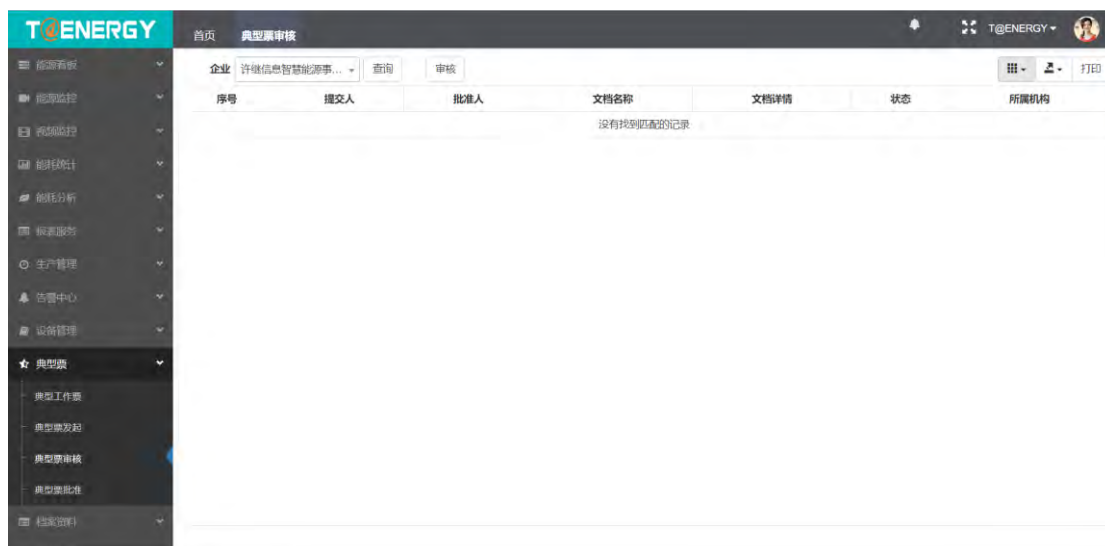 T@ENERGY
首页 典型票审核
T@ENERGY
能源看板
能源监控
视频监控
能耗统计
能耗分析
报表服务
生产管理
告警中心
设备管理
典型票
典型工作票
典型票发起
典型票审核
典型票批准
档案资料
企业 许继信息智慧能源事... 查询 审核 打印
序号 提交人 批准人 文档名称 文档详情 状态 所属机构
没有找到匹配的记录